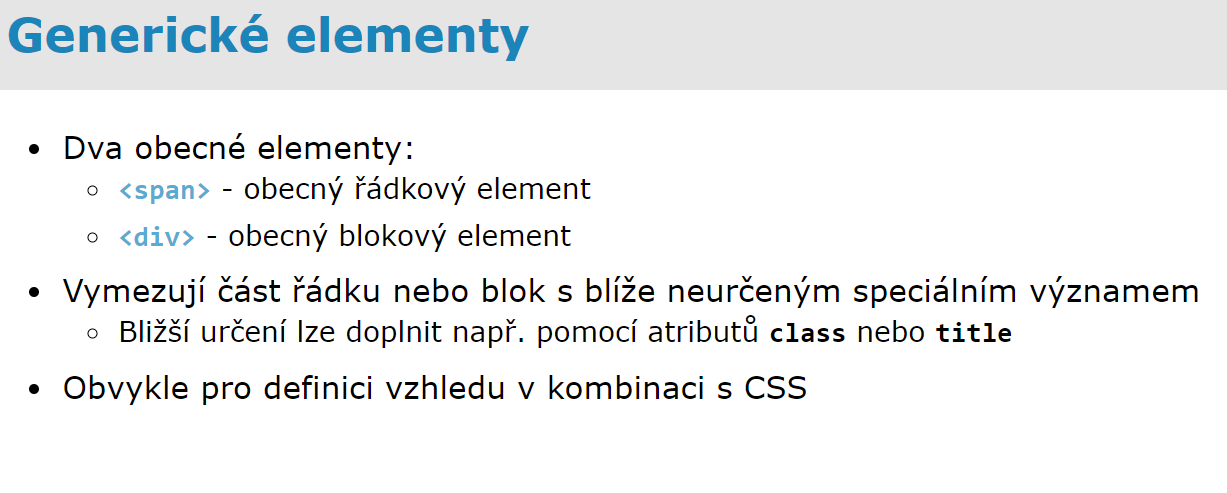 Generické elementy
• Dva obecné elementy:
◦ <span> - obecný řádkový element
◦ <div> - obecný blokový element
• Vymezují část řádku nebo blok s blíže neurčeným speciálním významem
◦ Bližší určení lze doplnit např. pomocí atributů class nebo title
• Obvykle pro definici vzhledu v kombinaci s CSS